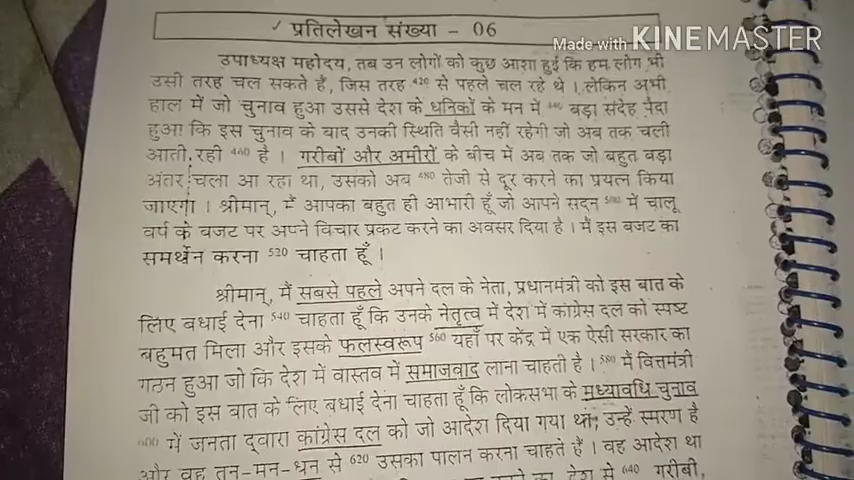 ✓ प्रतिलेखन संख्या – 06
Made with KINEMASTER
उपाध्यक्ष महोदय, तब उन लोगों को कुछ आशा हुई कि हम लोग भी
उसी तरह चल सकते हैं, जिस तरह 420 से पहले चल रहे थे । लेकिन अभी
हाल में जो चुनाव हुआ उससे देश के धनिकों के मन में 440 बड़ा संदेह पैदा
हुआ कि इस चुनाव के बाद उनकी स्थिति वैसी नहीं रहेगी जो अब तक चली
आती रही 460 है । गरीबों और अमीरों के बीच में अब तक जो बहुत बड़ा
अंतर चला आ रहा था, उसको अब 480 तेजी से दूर करने का प्रयत्न किया
जाएगा । श्रीमान्, मैं आपका बहुत ही आभारी हूँ जो आपने सदन 500 में चालू
वर्ष के बजट पर अपने विचार प्रकट करने का अवसर दिया है । मैं इस बजट का
समर्थन करना 520 चाहता हूँ ।
श्रीमान्, मैं सबसे पहले अपने दल के नेता, प्रधानमंत्री को इस बात के
लिए बधाई देना 540 चाहता हूँ कि उनके नेतृत्व में देश में कांग्रेस दल को स्पष्ट
बहुमत मिला और इसके फलस्वरूप 560 यहाँ पर केंद्र में एक ऐसी सरकार का
गठन हुआ जो कि देश में वास्तव में समाजवाद लाना चाहती है । 580 मैं वित्तमंत्री
जी को इस बात के लिए बधाई देना चाहता हूँ कि लोकसभा के मध्यावधि चुनाव
600 में जनता द्वारा कांग्रेस दल को जो आदेश दिया गया था, उन्हें स्मरण है
और वह तन-मन-धन से 620 उसका पालन करना चाहते हैं । वह आदेश था
का, देश से 640 गरीबी,